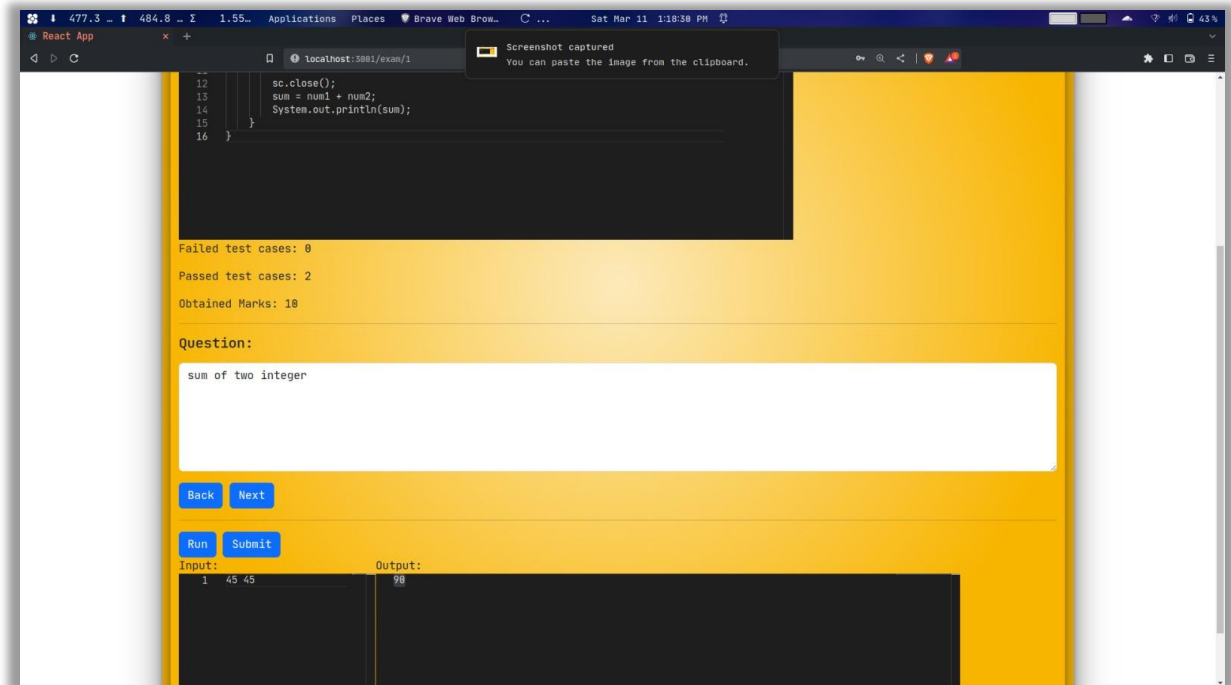 477.3 … 484.8 … Σ 1.55… Applications Places Brave Web Brow… C ... Sat Mar 11 1:18:30 PM 43%
React App × +
localhost:3001/exam/1
Screenshot captured
You can paste the image from the clipboard.
12 sc.close();
13 sum = num1 + num2;
14 System.out.println(sum);
15 }
16 }
Failed test cases: 0
Passed test cases: 2
Obtained Marks: 10
Question:
sum of two integer
Back Next
Run Submit
Input: Output:
1 45 45 90